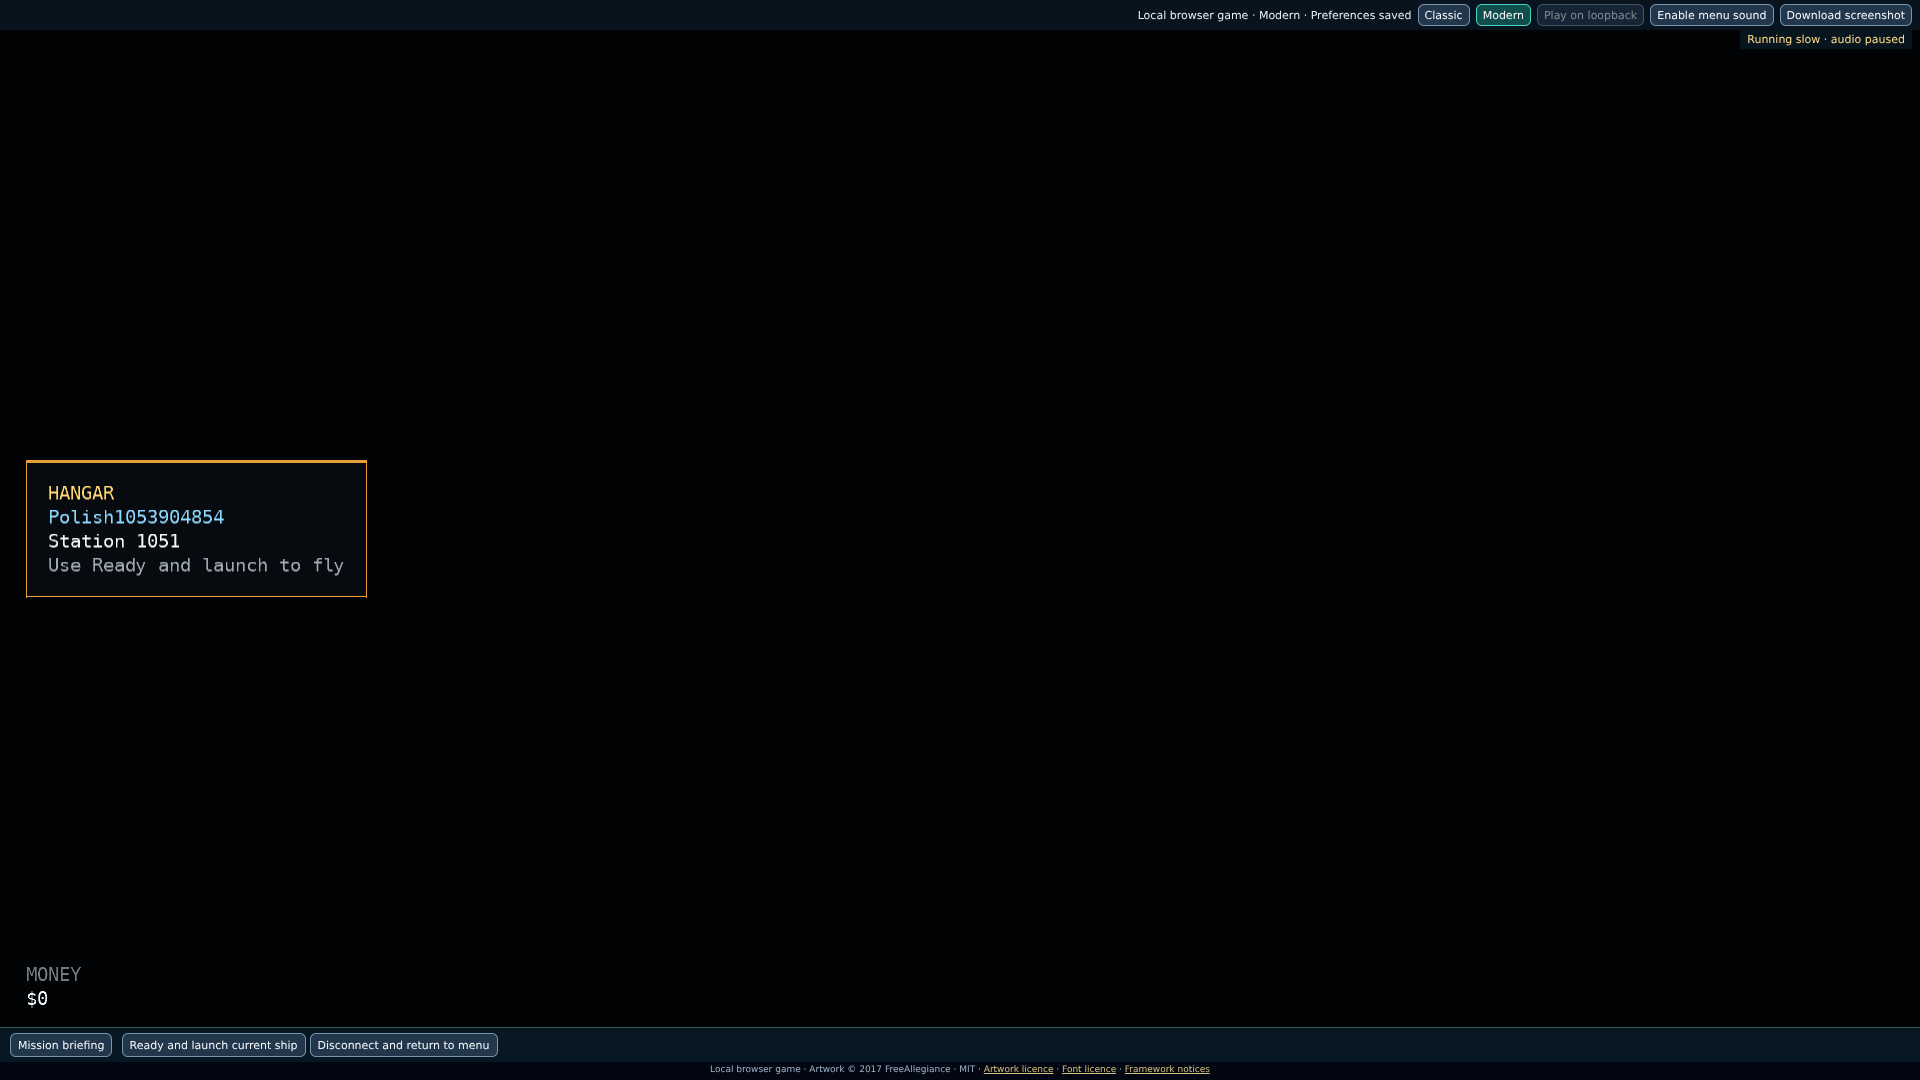 Local browser game · Modern · Preferences saved
Classic
Modern
Play on loopback
Enable menu sound
Download screenshot
Running slow · audio paused
HANGAR
Polish1053904854
Station 1051
Use Ready and launch to fly
MONEY
$0
Mission briefing
Ready and launch current ship
Disconnect and return to menu
Local browser game · Artwork © 2017 FreeAllegiance · MIT · Artwork licence · Font licence · Framework notices